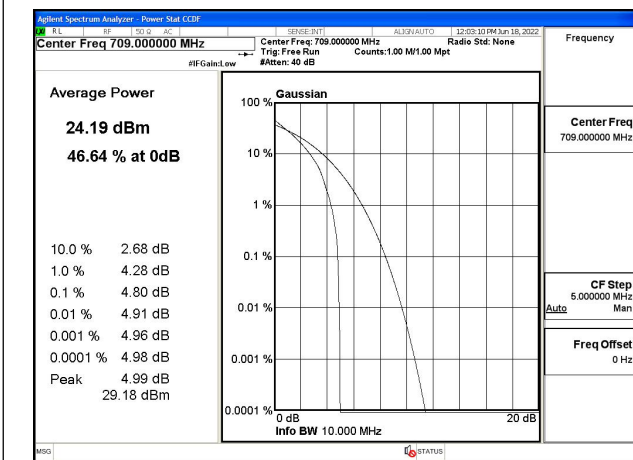 Agilent Spectrum Analyzer - Power Stat CCDF
LXI RL RF 50 Ω AC SENSE:INT ALIGN AUTO 12:03:10 PM Jun 18, 2022
Center Freq 709.000000 MHz
Center Freq: 709.000000 MHz Radio Std: None
Trig: Free Run Counts:1.00 M/1.00 Mpt
#IFGain:Low #Atten: 40 dB
Frequency
Average Power
24.19 dBm
46.64 % at 0dB
10.0 % 2.68 dB
1.0 % 4.28 dB
0.1 % 4.80 dB
0.01 % 4.91 dB
0.001 % 4.96 dB
0.0001 % 4.98 dB
Peak 4.99 dB
29.18 dBm
Gaussian
100 %
10 %
1 %
0.1 %
0.01 %
0.001 %
0.0001 %
0 dB 20 dB
Info BW 10.000 MHz
Center Freq
709.000000 MHz
CF Step
5.000000 MHz
Auto Man
Freq Offset
0 Hz
MSG STATUS